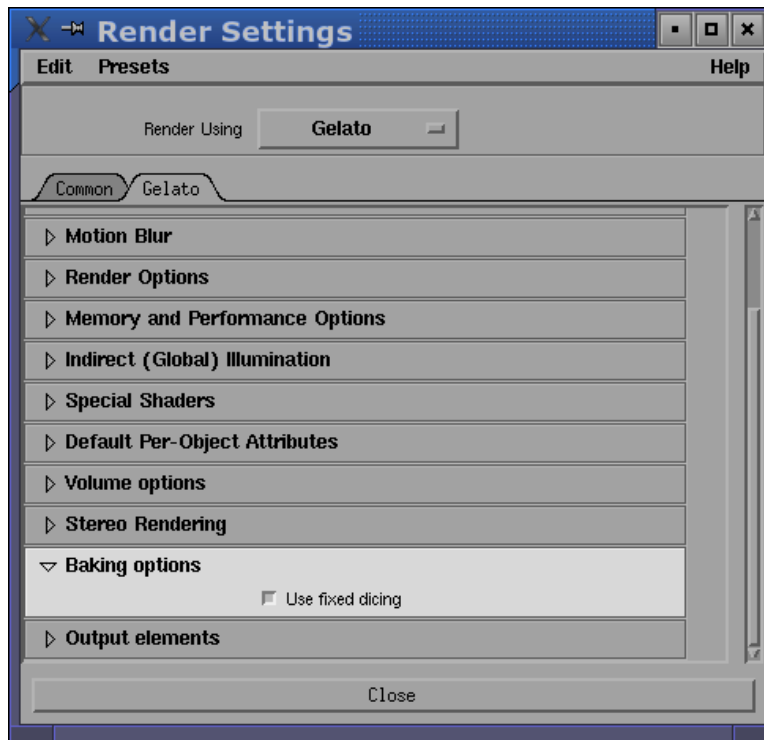 Render Settings
Edit Presets Help
Render Using Gelato
Common Gelato
Motion Blur
Render Options
Memory and Performance Options
Indirect (Global) Illumination
Special Shaders
Default Per-Object Attributes
Volume options
Stereo Rendering
Baking options
Use fixed dicing
Output elements
Close